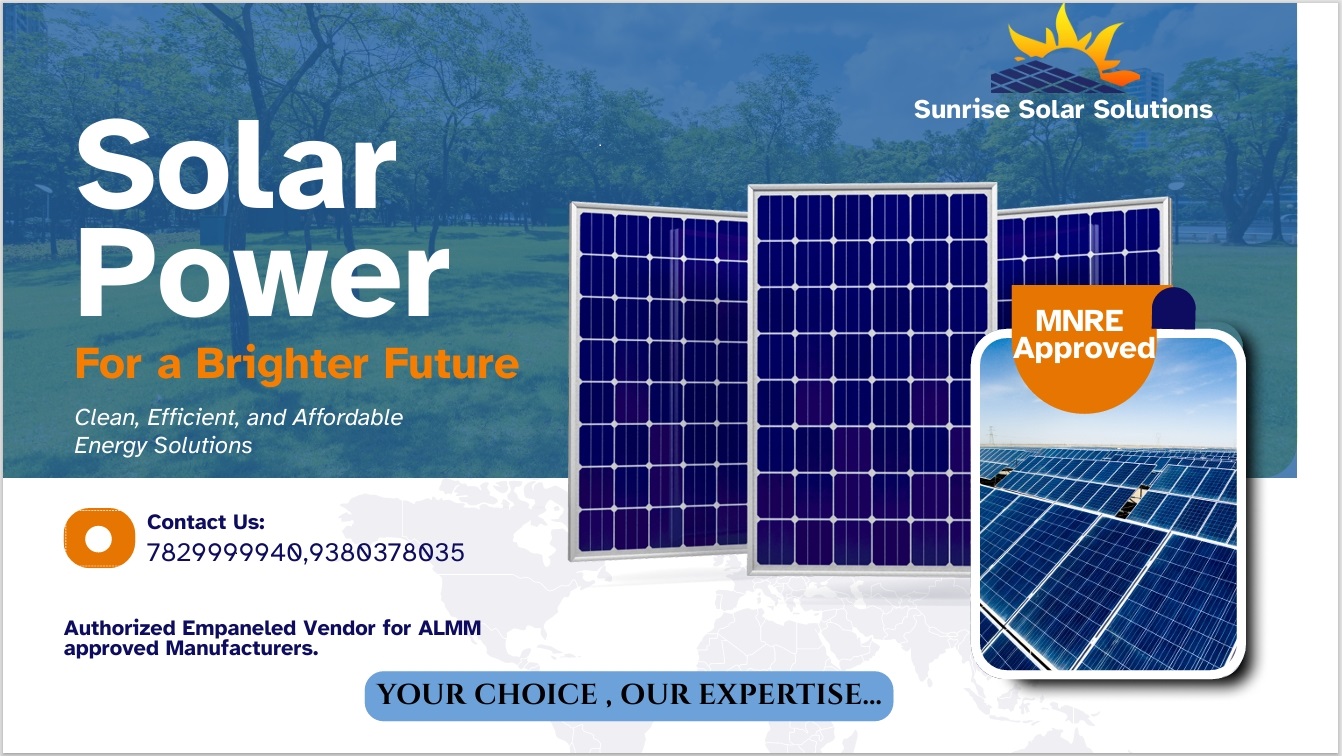 Sunrise Solar Solutions
Solar
Power
For a Brighter Future
Clean, Efficient, and Affordable
Energy Solutions
MNRE
Approved
Contact Us:
7829999940,9380378035
Authorized Empaneled Vendor for ALMM
approved Manufacturers.
YOUR CHOICE , OUR EXPERTISE...